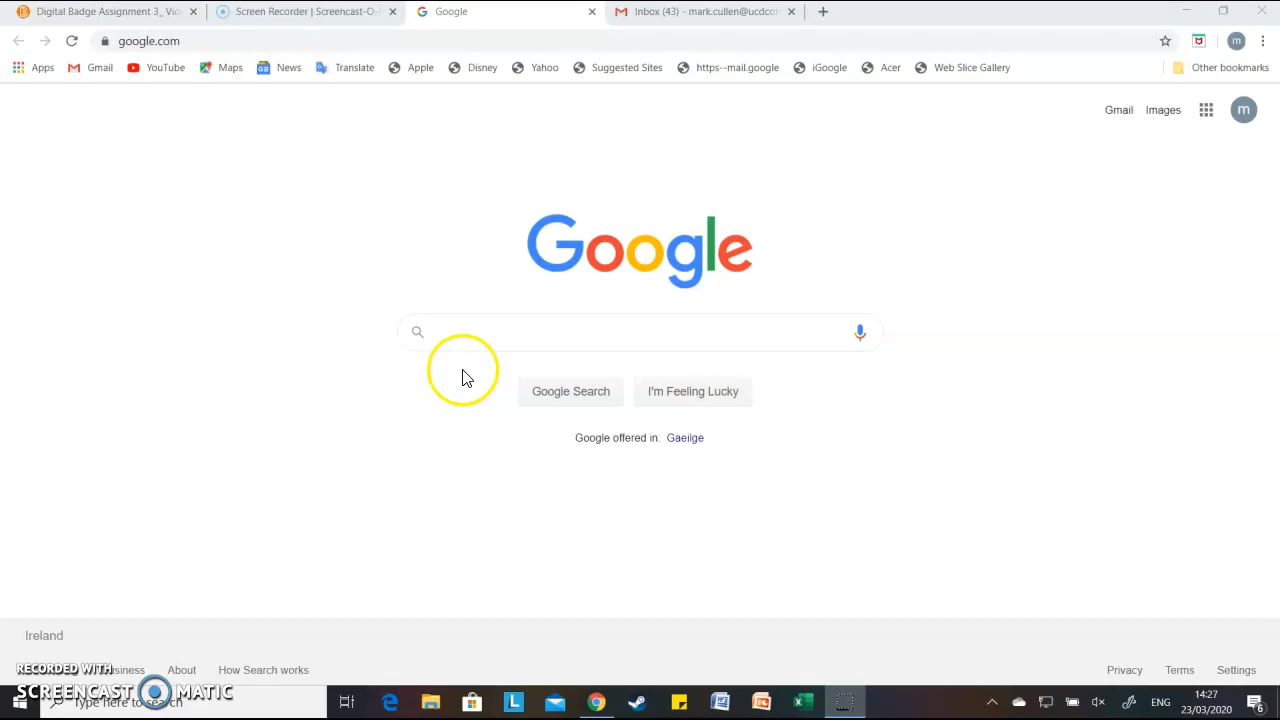 Digital Badge Assignment 3_ Vid
Screen Recorder | Screencast-O-
Google
Inbox (43) - mark.cullen@ucdcon
google.com
m
Apps Gmail YouTube Maps News Translate Apple Disney Yahoo Suggested Sites https--mail.google iGoogle Acer Web Slice Gallery Other bookmarks
Gmail Images m
Google
Google Search I'm Feeling Lucky
Google offered in: Gaeilge
Ireland
About How Search works Privacy Terms Settings
RECORDED WITH
SCREENCAST MATIC
Type here to search
ENG
14:27
23/03/2020
6